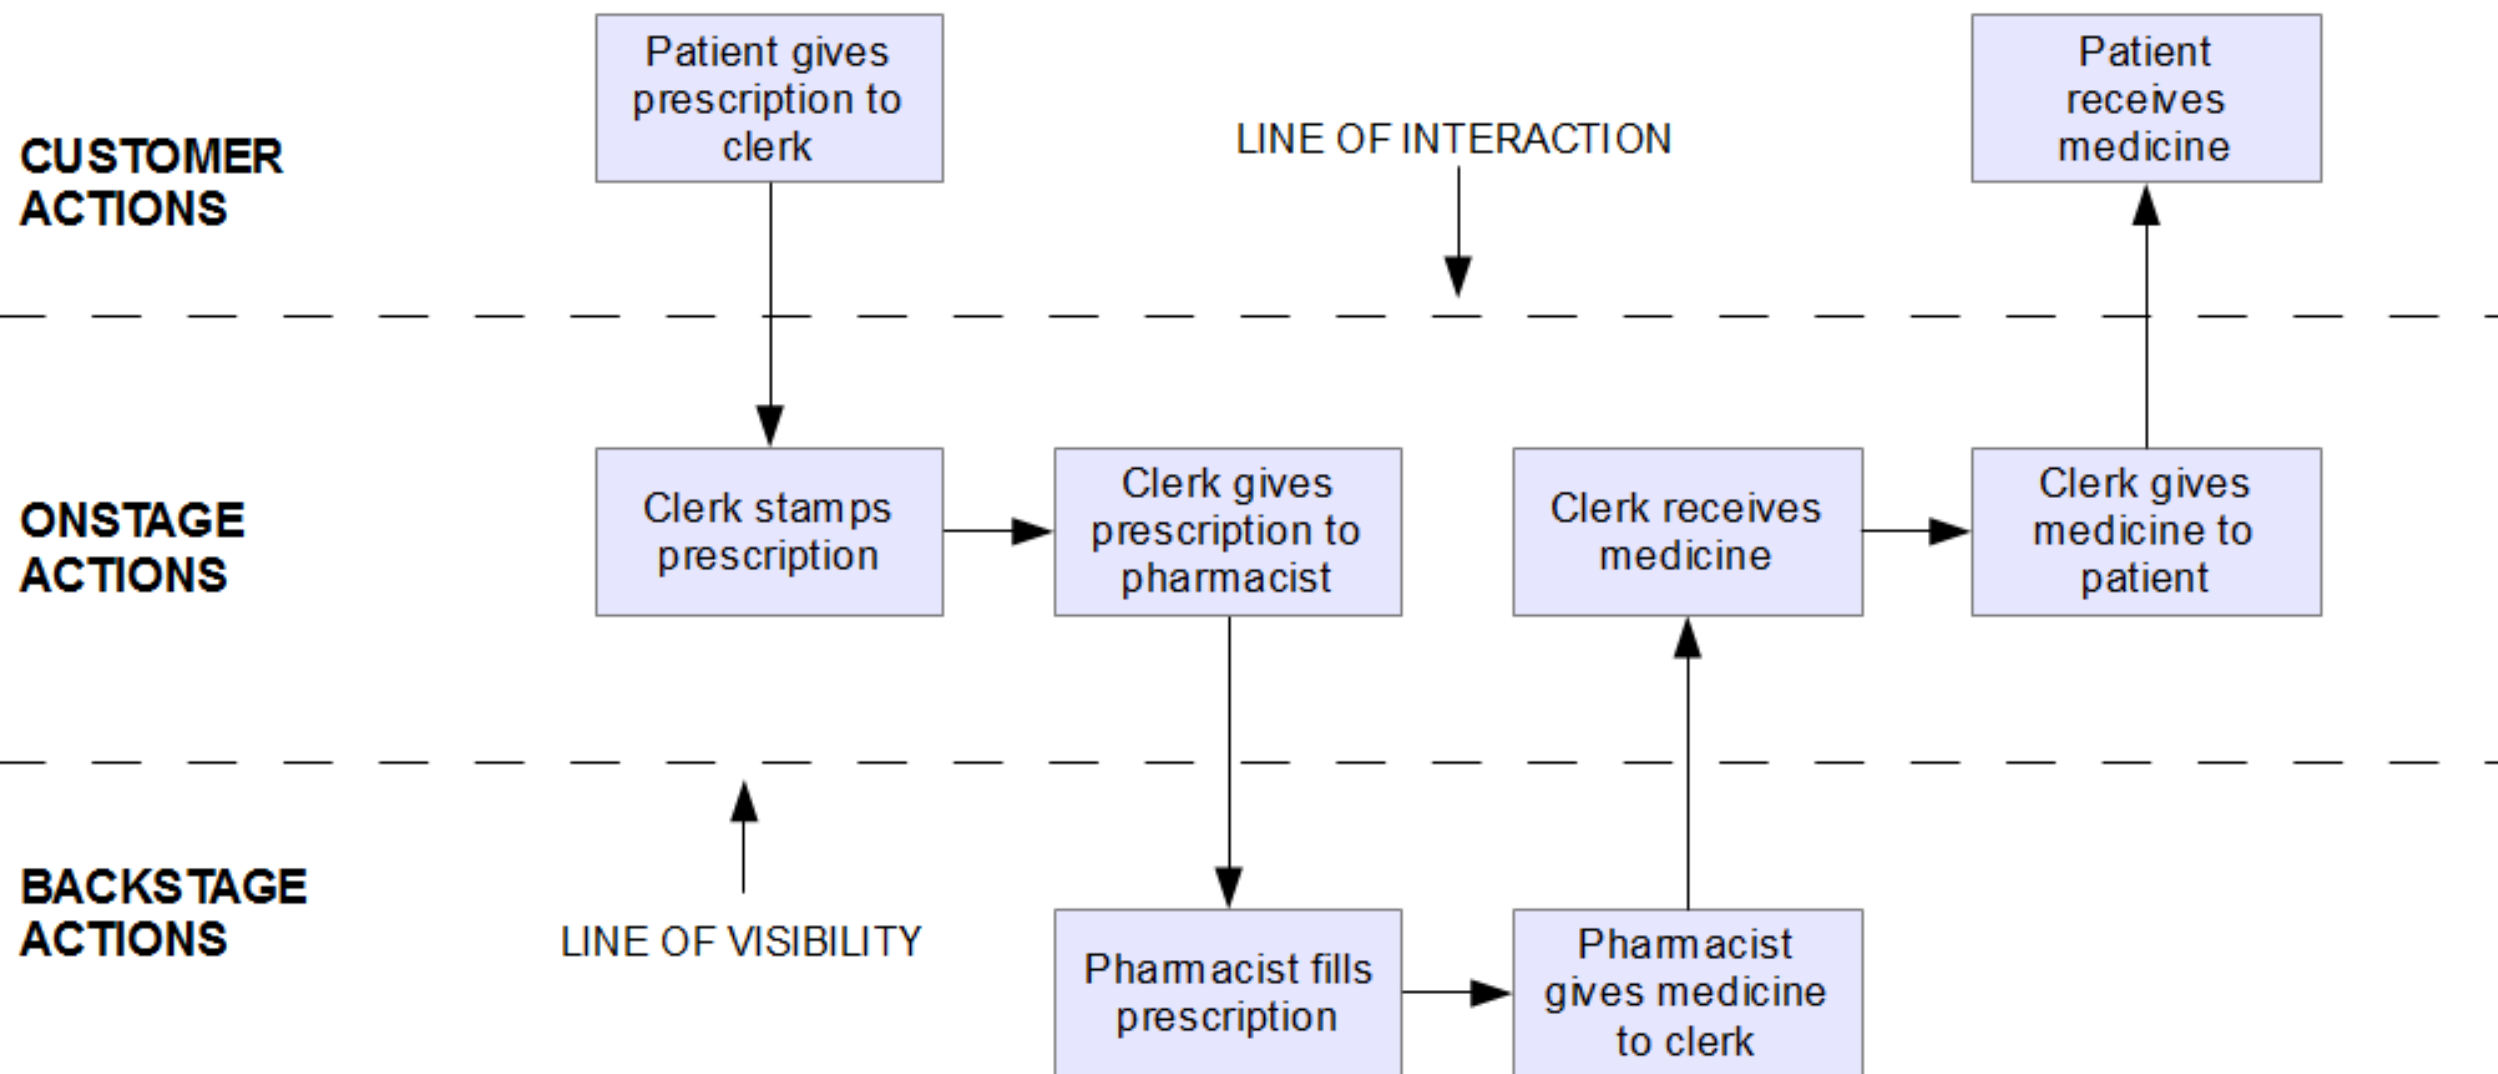 Patient gives
prescription to
clerk
Patient
receives
medicine
LINE OF INTERACTION
CUSTOMER
ACTIONS
Clerk stamps
prescription
Clerk gives
prescription to
pharmacist
Clerk receives
medicine
Clerk gives
medicine to
patient
ONSTAGE
ACTIONS
BACKSTAGE
ACTIONS
LINE OF VISIBILITY
Pharmacist fills
prescription
Pharmacist
gives medicine
to clerk